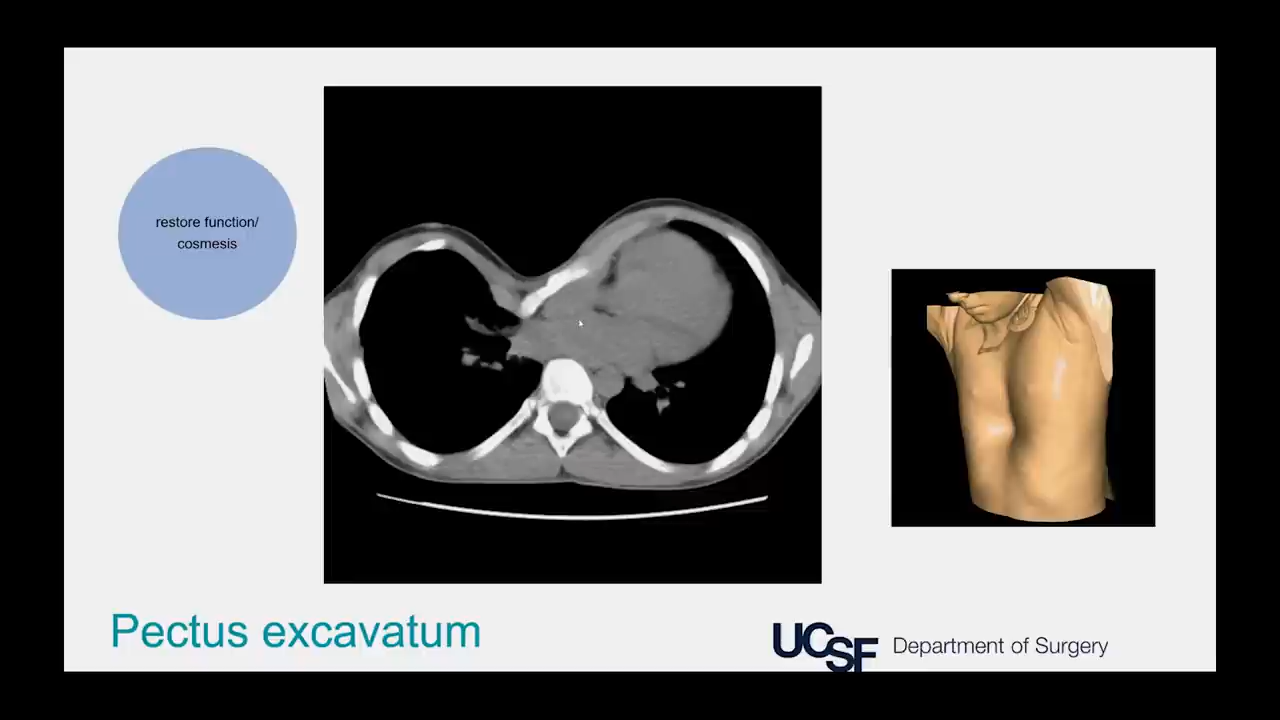 restore function/
cosmesis
Pectus excavatum
UCSF Department of Surgery